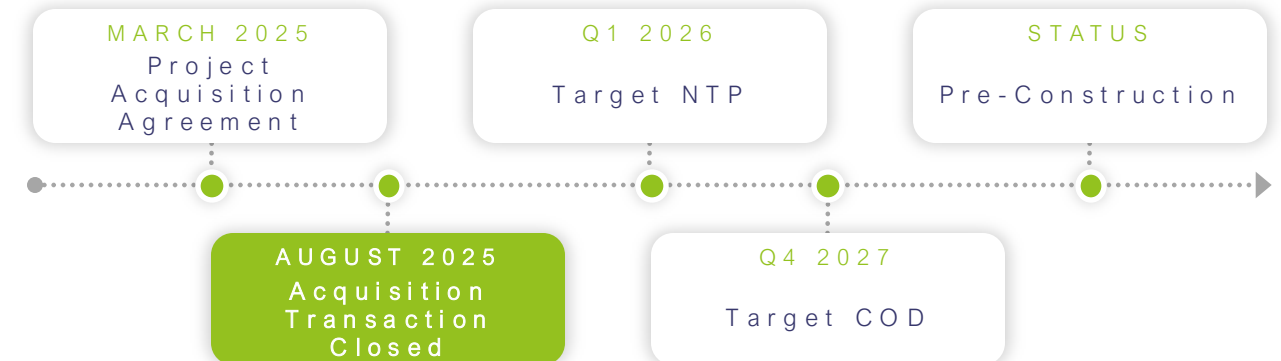 MARCH 2025
Project
Acquisition
Agreement
AUGUST 2025
Acquisition
Transaction
Closed
Q1 2026
Target NTP
Q4 2027
Target COD
STATUS
Pre-Construction